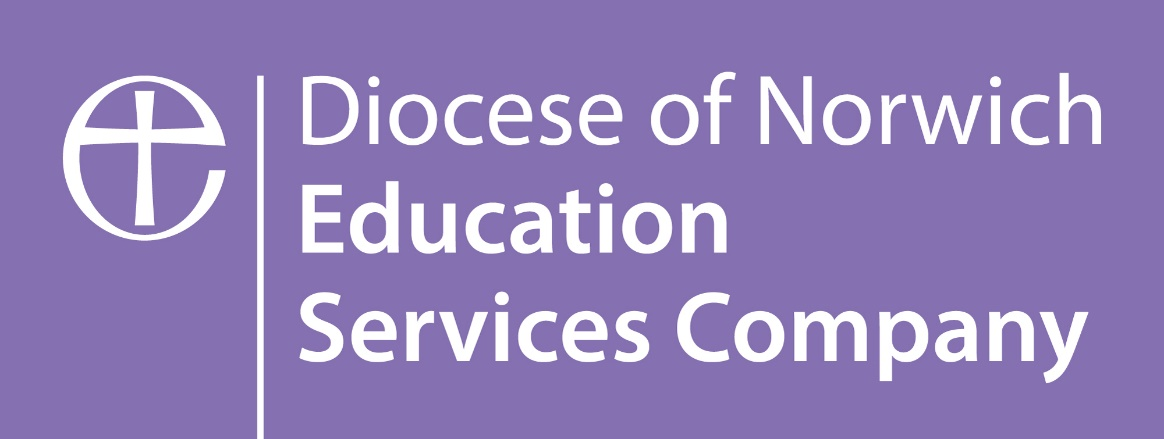 Diocese of Norwich
Education
Services Company